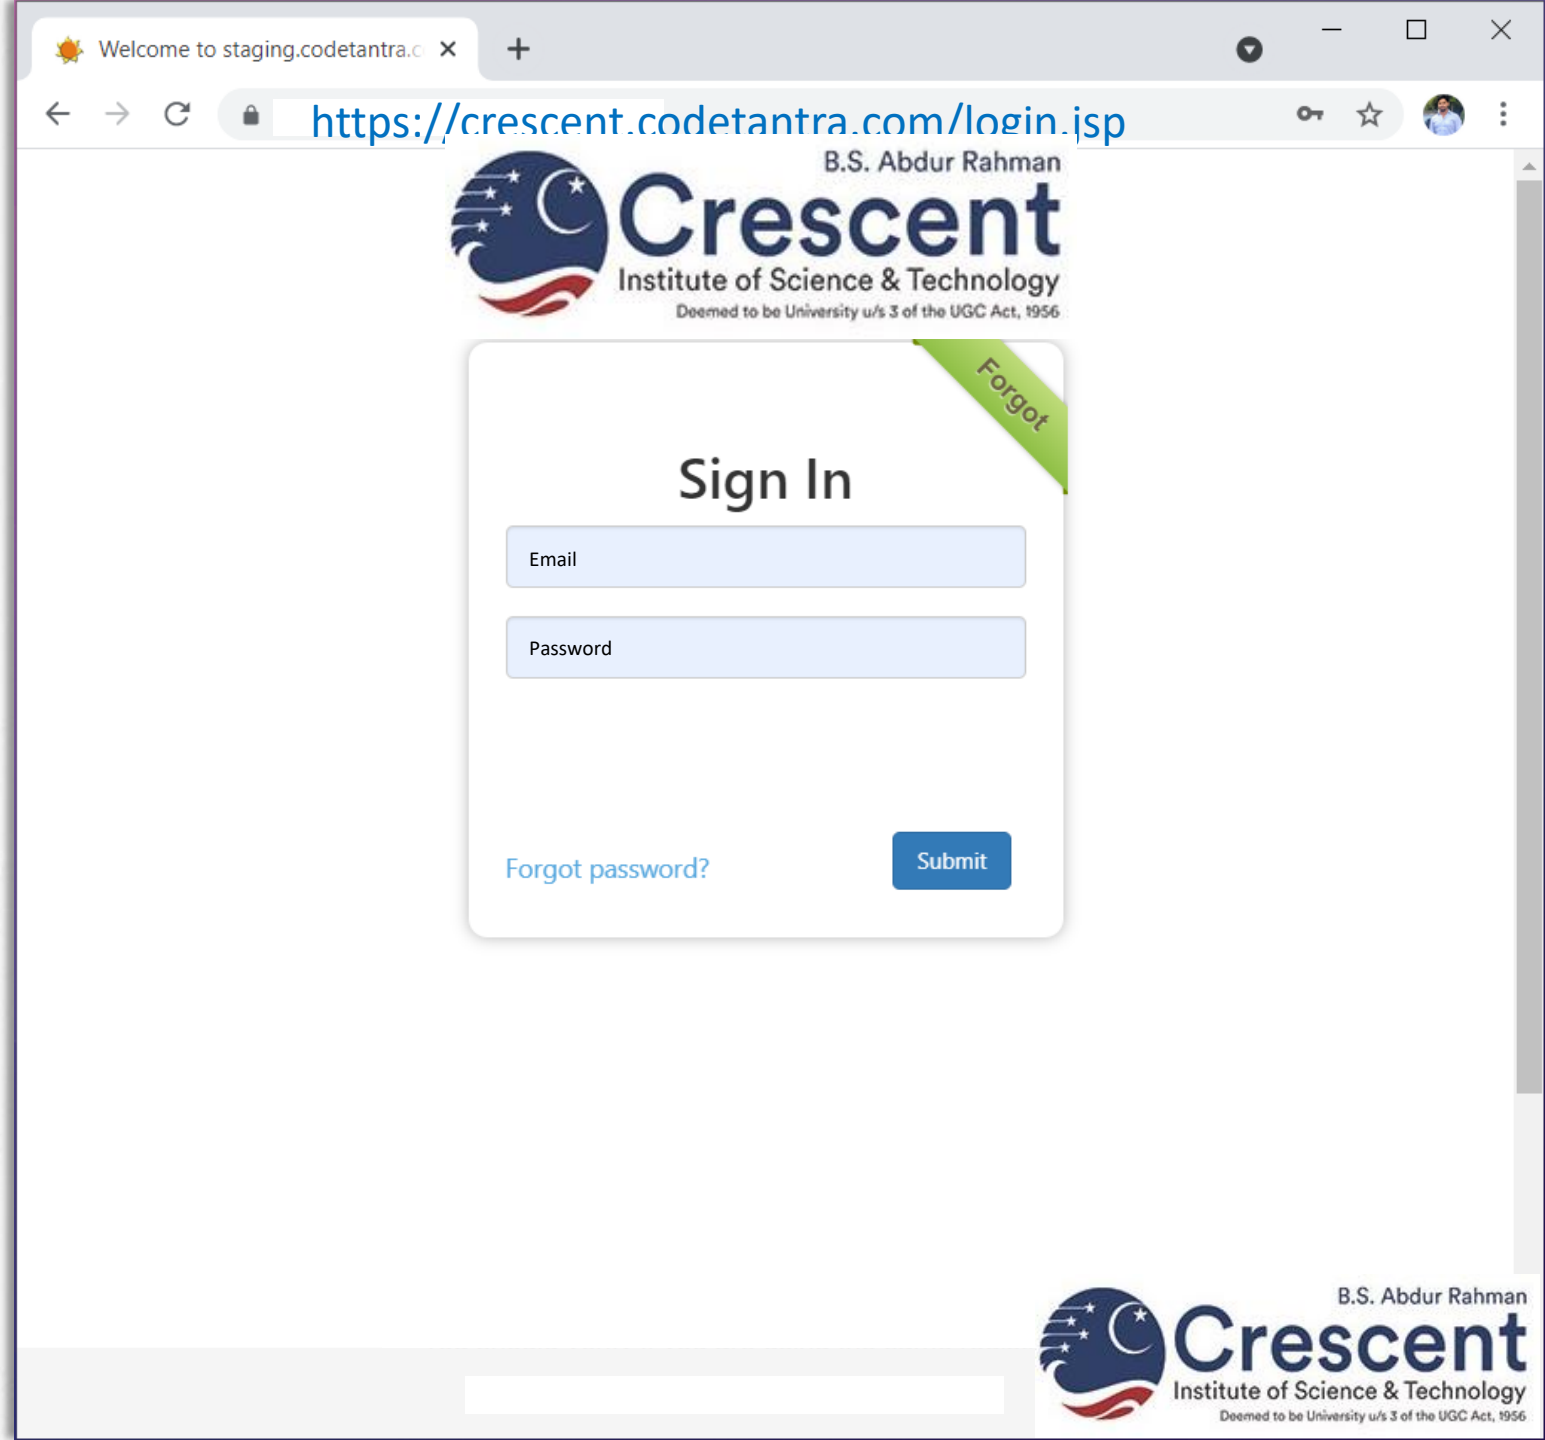 Welcome to staging.codetantra.c
https://crescent.codetantra.com/login.jsp
B.S. Abdur Rahman
Crescent
Institute of Science & Technology
Deemed to be University u/s 3 of the UGC Act, 1956
Forgot
Sign In
Email
Password
Forgot password?
Submit
B.S. Abdur Rahman
Crescent
Institute of Science & Technology
Deemed to be University u/s 3 of the UGC Act, 1956